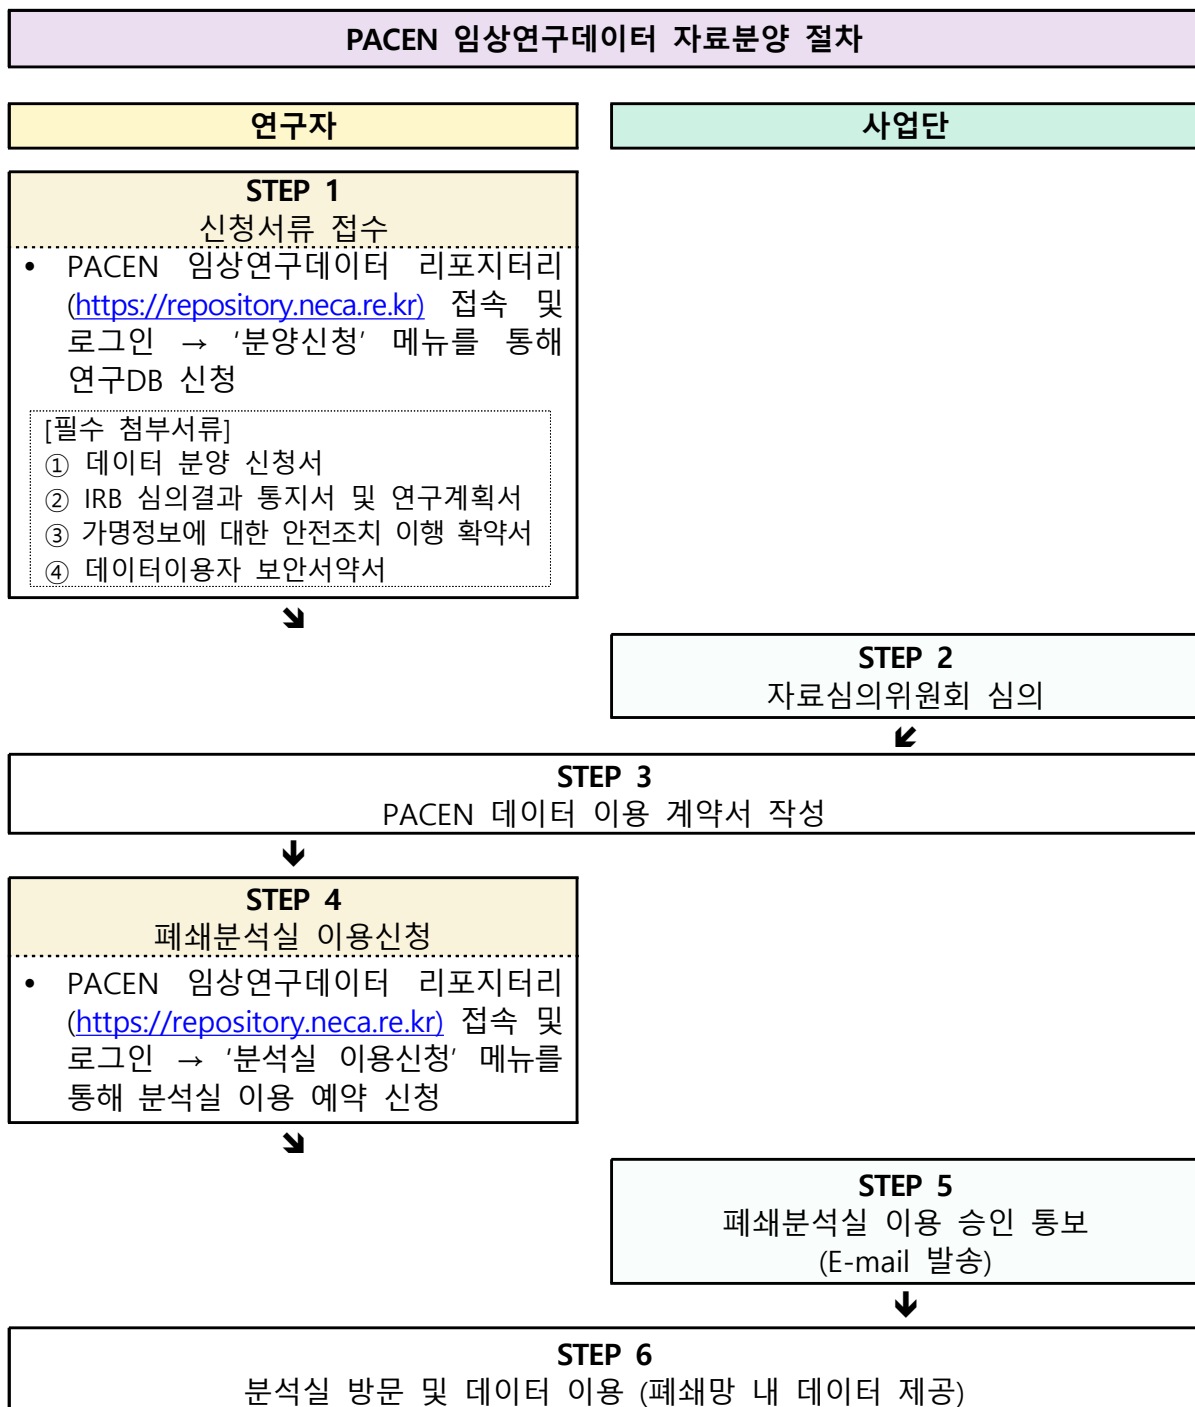 PACEN 임상연구데이터 자료분양 절차
연구자
사업단
STEP 1
신청서류 접수
• PACEN 임상연구데이터 리포지터리
(https://repository.neca.re.kr) 접속 및
로그인 → ‘분양신청’ 메뉴를 통해
연구DB 신청
[필수 첨부서류]
① 데이터 분양 신청서
② IRB 심의결과 통지서 및 연구계획서
③ 가명정보에 대한 안전조치 이행 확약서
④ 데이터이용자 보안서약서
STEP 2
자료심의위원회 심의
STEP 3
PACEN 데이터 이용 계약서 작성
STEP 4
폐쇄분석실 이용신청
• PACEN 임상연구데이터 리포지터리
(https://repository.neca.re.kr) 접속 및
로그인 → ‘분석실 이용신청’ 메뉴를
통해 분석실 이용 예약 신청
STEP 5
폐쇄분석실 이용 승인 통보
(E-mail 발송)
STEP 6
분석실 방문 및 데이터 이용 (폐쇄망 내 데이터 제공)